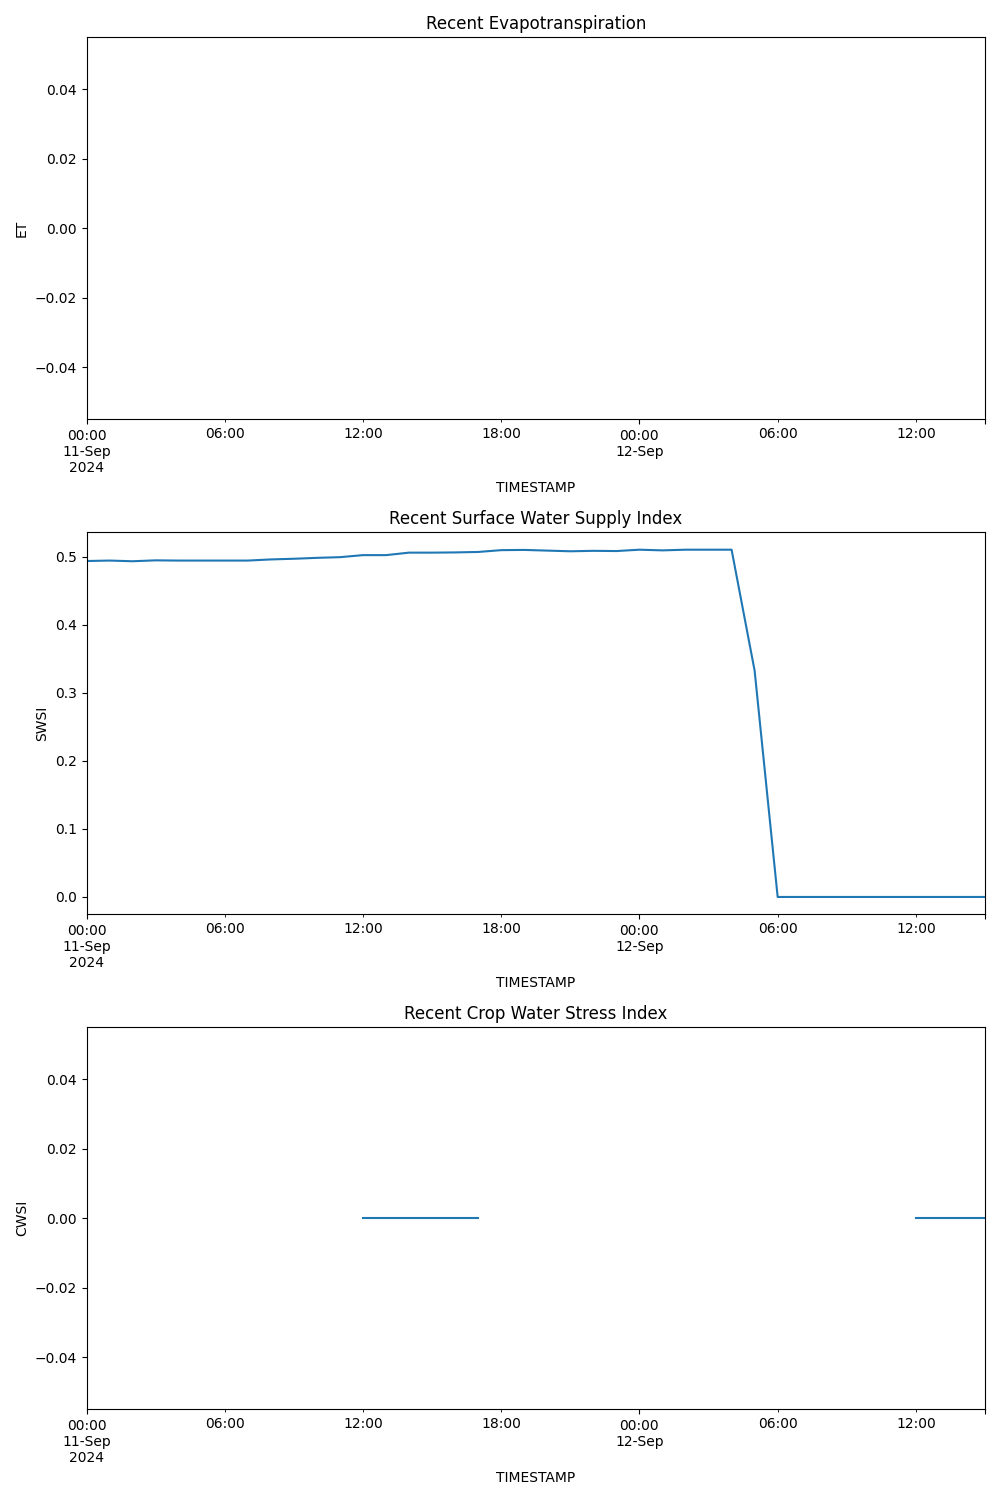 Recent Evapotranspiration
0.04
0.02
0.00
−0.02
−0.04
ET
00:00 06:00 12:00 18:00 00:00 06:00 12:00
11-Sep 12-Sep
2024
TIMESTAMP
Recent Surface Water Supply Index
0.5
0.4
0.3
0.2
0.1
0.0
SWSI
00:00 06:00 12:00 18:00 00:00 06:00 12:00
11-Sep 12-Sep
2024
TIMESTAMP
Recent Crop Water Stress Index
0.04
0.02
0.00
−0.02
−0.04
CWSI
00:00 06:00 12:00 18:00 00:00 06:00 12:00
11-Sep 12-Sep
2024
TIMESTAMP